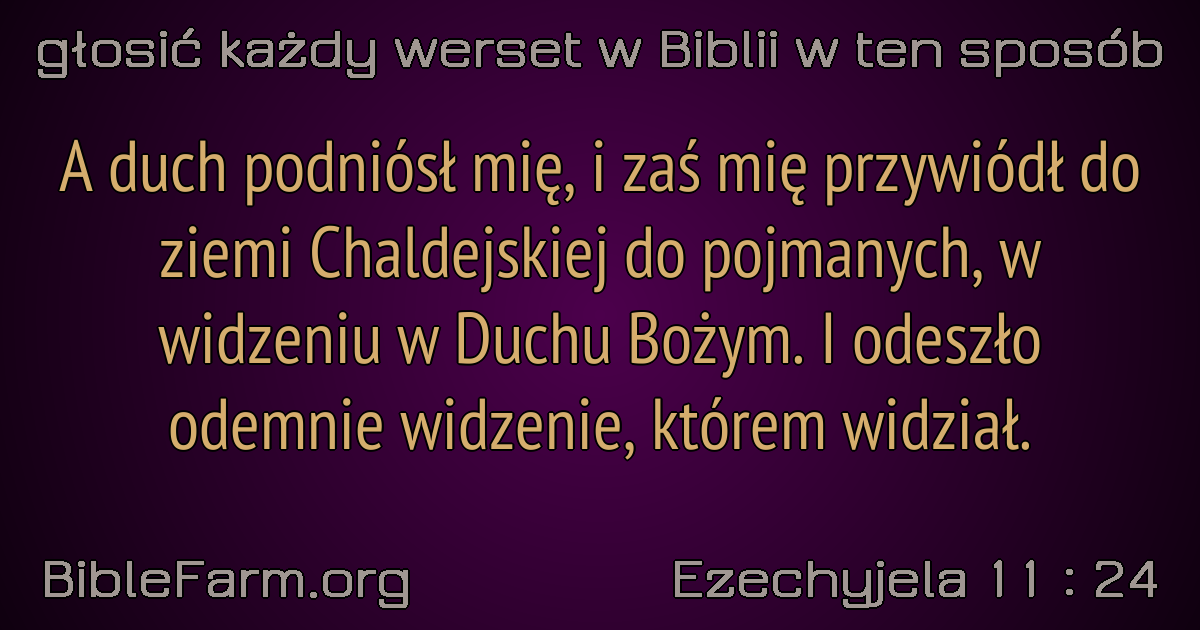 głosić każdy werset w Biblii w ten sposób
A duch podniósł mię, i zaś mię przywiódł do
ziemi Chaldejskiej do pojmanych, w
widzeniu w Duchu Bożym. I odeszło
odemnie widzenie, którem widział.
BibleFarm.org
Ezechyjela 11 : 24